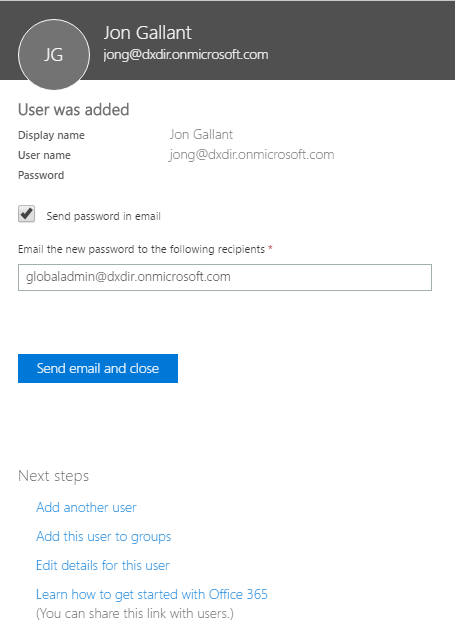 JG
Jon Gallant
jong@dxdir.onmicrosoft.com
User was added
Display name Jon Gallant
User name jong@dxdir.onmicrosoft.com
Password
Send password in email
Email the new password to the following recipients *
globaladmin@dxdir.onmicrosoft.com
Send email and close
Next steps
Add another user
Add this user to groups
Edit details for this user
Learn how to get started with Office 365
(You can share this link with users.)